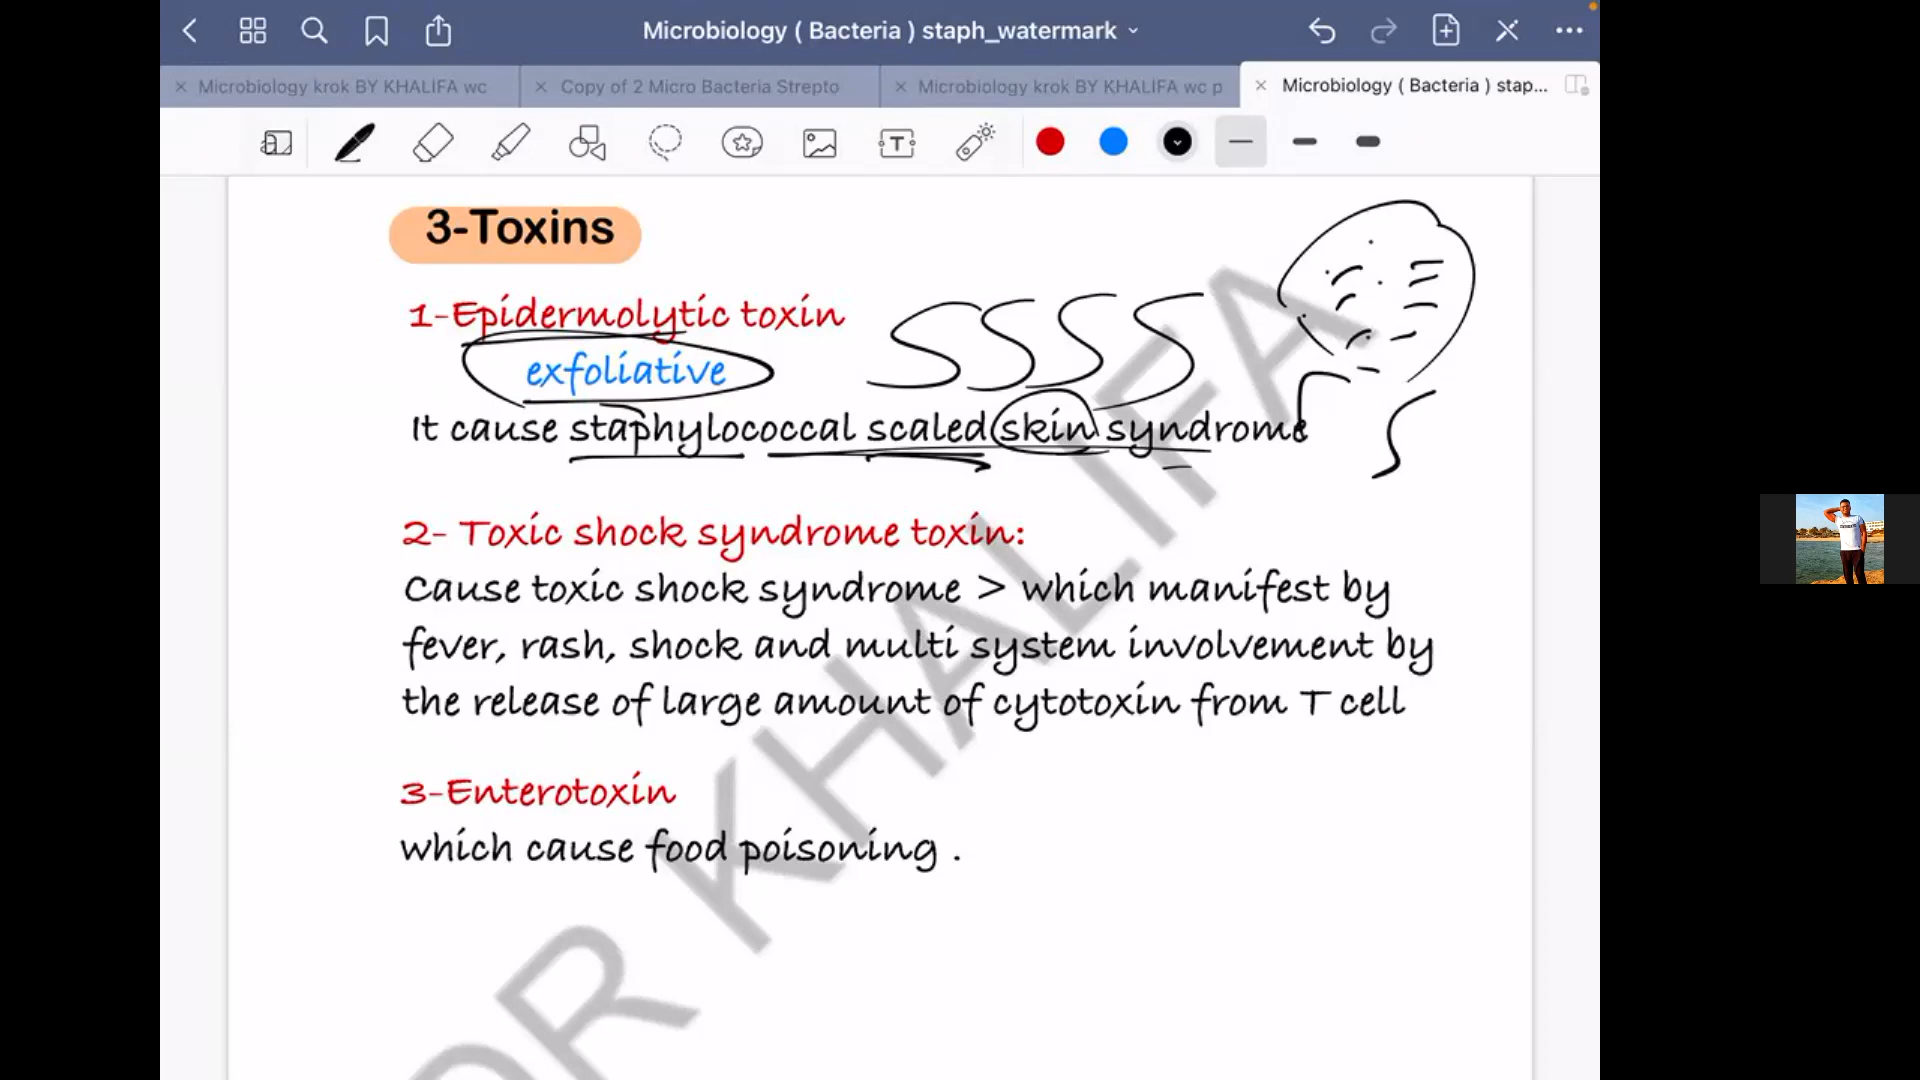 Microbiology ( Bacteria ) staph_watermark
Microbiology krok BY KHALIFA wc
Copy of 2 Micro Bacteria Strepto
Microbiology krok BY KHALIFA wc p
Microbiology ( Bacteria ) stap...
3-Toxins
1-Epidermolytic toxin
SSSS
exfoliative
It cause staphylococcal scaled skin syndrome
2- Toxic shock syndrome toxin:
Cause toxic shock syndrome > which manifest by
fever, rash, shock and multi system involvement by
the release of large amount of cytotoxin from T cell
3-Enterotoxin
which cause food poisoning .
OR KHALIFA